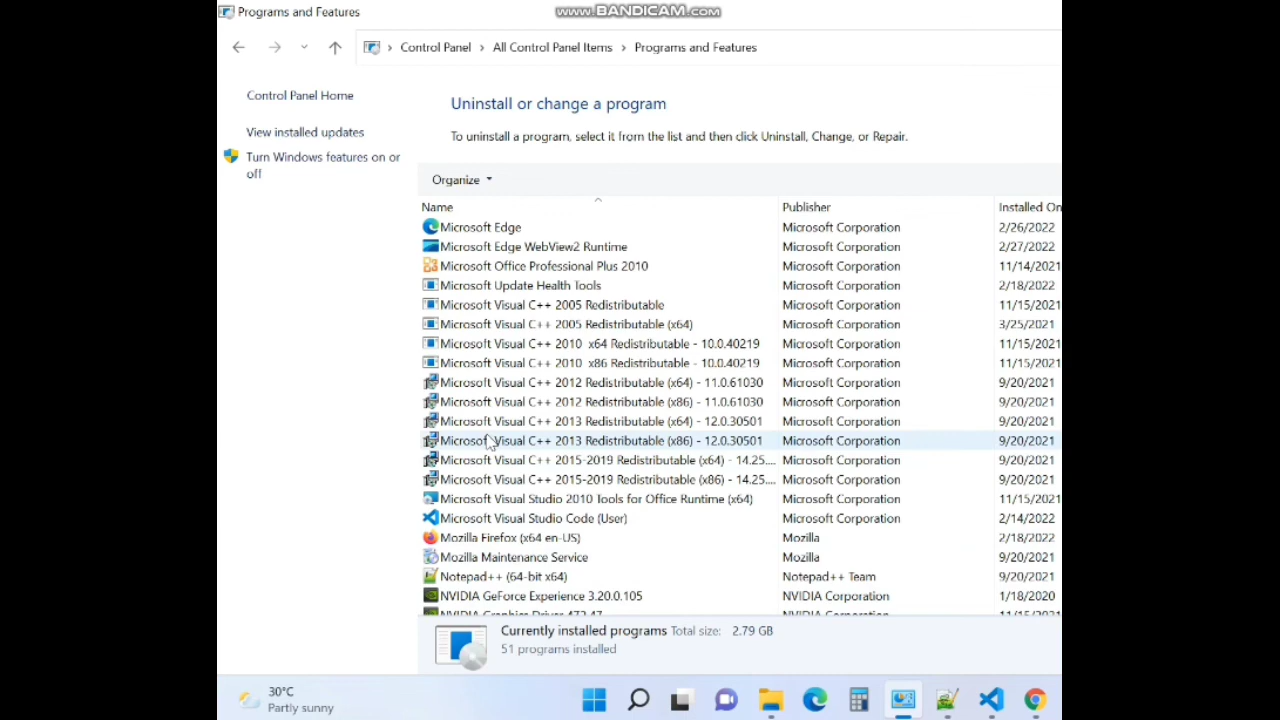 Programs and Features
www.BANDICAM.com
Control Panel > All Control Panel Items > Programs and Features
Control Panel Home
View installed updates
Turn Windows features on or
off
Uninstall or change a program
To uninstall a program, select it from the list and then click Uninstall, Change, or Repair.
Organize
Name Publisher Installed On
Microsoft Edge Microsoft Corporation 2/26/2022
Microsoft Edge WebView2 Runtime Microsoft Corporation 2/27/2022
Microsoft Office Professional Plus 2010 Microsoft Corporation 11/14/2021
Microsoft Update Health Tools Microsoft Corporation 2/18/2022
Microsoft Visual C++ 2005 Redistributable Microsoft Corporation 11/15/2021
Microsoft Visual C++ 2005 Redistributable (x64) Microsoft Corporation 3/25/2021
Microsoft Visual C++ 2010 x64 Redistributable - 10.0.40219 Microsoft Corporation 11/15/2021
Microsoft Visual C++ 2010 x86 Redistributable - 10.0.40219 Microsoft Corporation 11/15/2021
Microsoft Visual C++ 2012 Redistributable (x64) - 11.0.61030 Microsoft Corporation 9/20/2021
Microsoft Visual C++ 2012 Redistributable (x86) - 11.0.61030 Microsoft Corporation 9/20/2021
Microsoft Visual C++ 2013 Redistributable (x64) - 12.0.30501 Microsoft Corporation 9/20/2021
Microsoft Visual C++ 2013 Redistributable (x86) - 12.0.30501 Microsoft Corporation 9/20/2021
Microsoft Visual C++ 2015-2019 Redistributable (x64) - 14.25.... Microsoft Corporation 9/20/2021
Microsoft Visual C++ 2015-2019 Redistributable (x86) - 14.25.... Microsoft Corporation 9/20/2021
Microsoft Visual Studio 2010 Tools for Office Runtime (x64) Microsoft Corporation 11/15/2021
Microsoft Visual Studio Code (User) Microsoft Corporation 2/14/2022
Mozilla Firefox (x64 en-US) Mozilla 2/18/2022
Mozilla Maintenance Service Mozilla 9/20/2021
Notepad++ (64-bit x64) Notepad++ Team 9/20/2021
NVIDIA GeForce Experience 3.20.0.105 NVIDIA Corporation 1/18/2020
NVIDIA Graphics Driver 472.47 NVIDIA Corporation 11/15/2021
Currently installed programs Total size: 2.79 GB
51 programs installed
30°C
Partly sunny